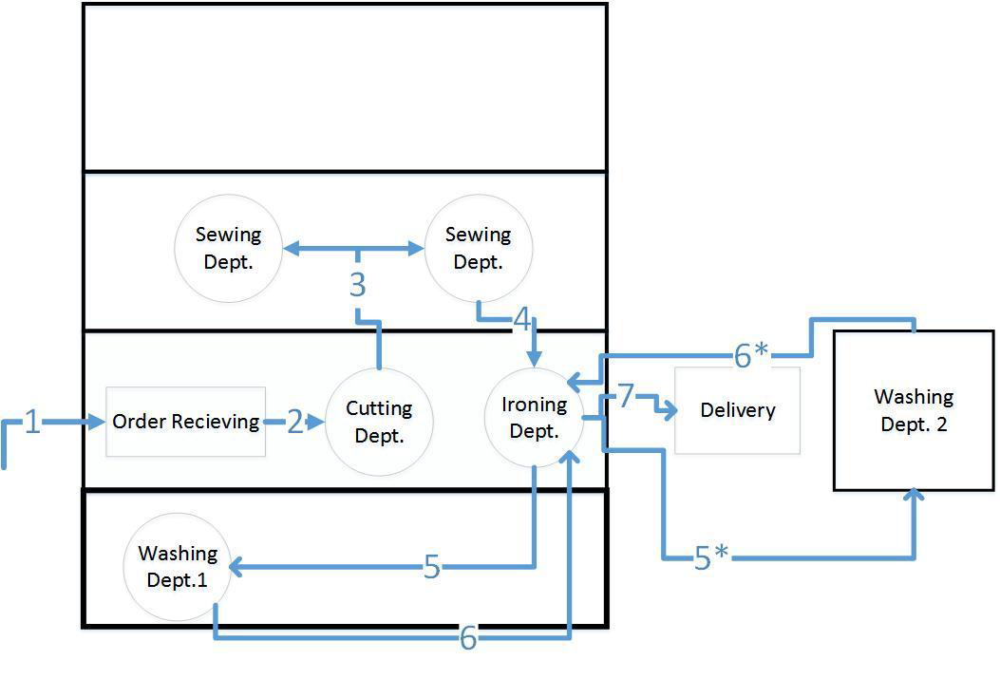 Sewing
Dept.
Sewing
Dept.
3
4
6*
1
Order Recieving
2
Cutting
Dept.
Ironing
Dept.
7
Delivery
Washing
Dept. 2
Washing
Dept.1
5
5*
6